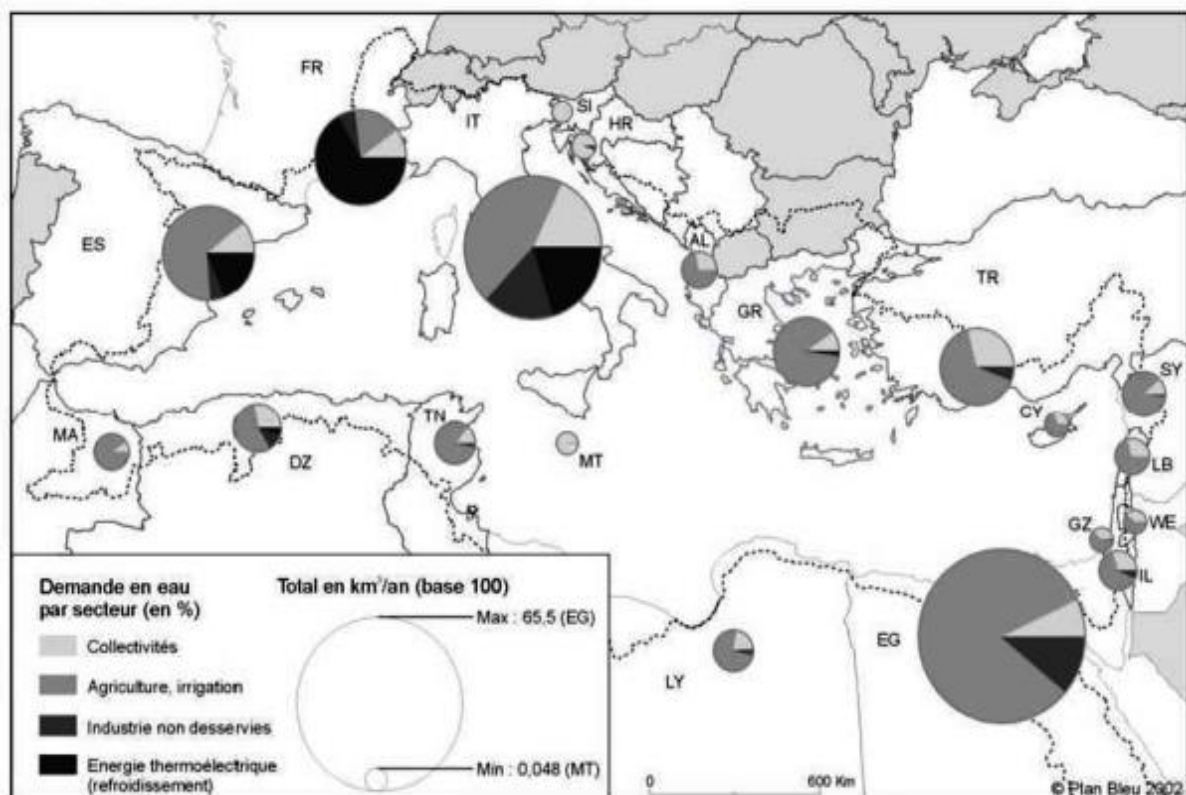 FR
SI
IT
HR
ES
AL
TR
GR
SY
CY
MA
TN
DZ
MT
LB
GZ
WE
IL
EG
LY
Demande en eau
par secteur (en %)
Collectivités
Agriculture, irrigation
Industrie non desservies
Energie thermoélectrique
(refroidissement)
Total en km³/an (base 100)
Max : 65,5 (EG)
Min : 0,048 (MT)
0 600 Km
© Plan Bleu 2002